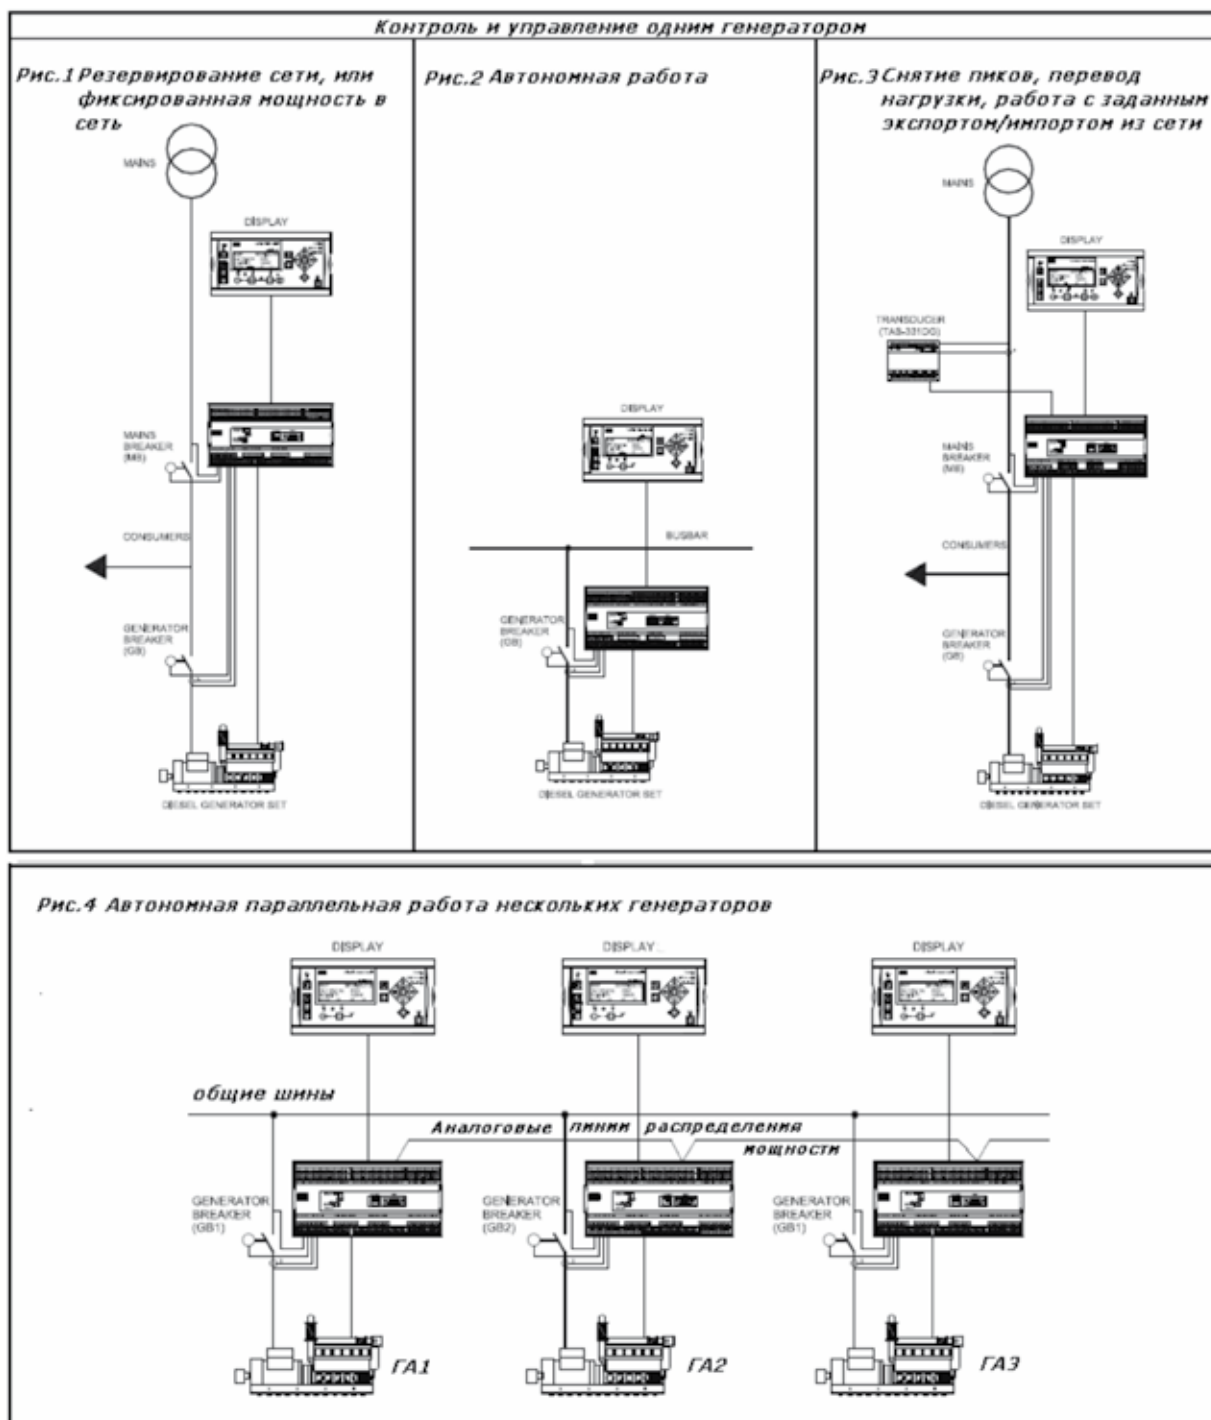 Контроль и управление одним генератором
Рис.1 Резервирование сети, или
фиксированная мощность в
сеть
MAINS
DISPLAY
MAINS
BREAKER
(MB)
CONSUMERS
GENERATOR
BREAKER
(GB)
DIESEL GENERATOR SET
Рис.2 Автономная работа
DISPLAY
BUSBAR
GENERATOR
BREAKER
(GB)
DIESEL GENERATOR SET
Рис.3 Снятие пиков, перевод
нагрузки, работа с заданным
экспортом/импортом из сети
MAINS
DISPLAY
TRANSDUCER
(TAS-331DG)
MAINS
BREAKER
(MB)
CONSUMERS
GENERATOR
BREAKER
(GB)
DIESEL GENERATOR SET
Рис.4 Автономная параллельная работа нескольких генераторов
DISPLAY
DISPLAY
DISPLAY
общие шины
Аналоговые линии распределения
мощности
GENERATOR
BREAKER
(GB1)
GENERATOR
BREAKER
(GB2)
GENERATOR
BREAKER
(GB1)
ГА1
ГА2
ГА3